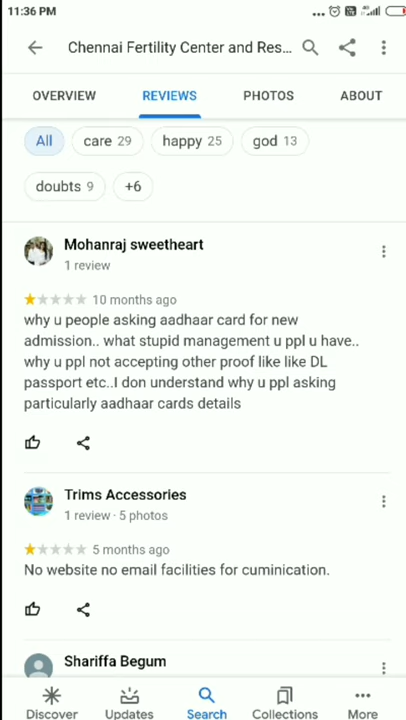 11:36 PM
Chennai Fertility Center and Res...
OVERVIEW REVIEWS PHOTOS ABOUT
All care 29 happy 25 god 13
doubts 9 +6
Mohanraj sweetheart
1 review
10 months ago
why u people asking aadhaar card for new
admission.. what stupid management u ppl u have..
why u ppl not accepting other proof like like DL
passport etc..I don understand why u ppl asking
particularly aadhaar cards details
Trims Accessories
1 review · 5 photos
5 months ago
No website no email facilities for cuminication.
Shariffa Begum
Discover Updates Search Collections More